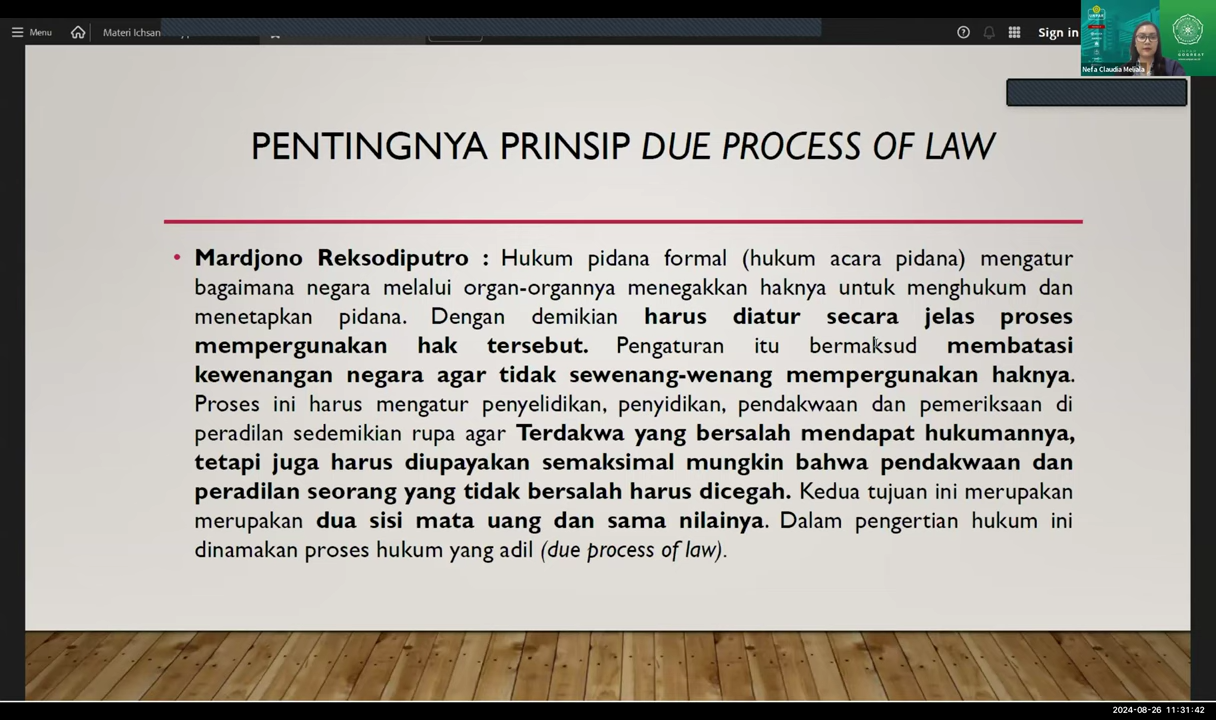 Menu
Materi Ichsan
Sign in
Nefa Claudia Meliala
PENTINGNYA PRINSIP DUE PROCESS OF LAW
• Mardjono Reksodiputro : Hukum pidana formal (hukum acara pidana) mengatur
bagaimana negara melalui organ-organnya menegakkan haknya untuk menghukum dan
menetapkan pidana. Dengan demikian harus diatur secara jelas proses
mempergunakan hak tersebut. Pengaturan itu bermaksud membatasi
kewenangan negara agar tidak sewenang-wenang mempergunakan haknya.
Proses ini harus mengatur penyelidikan, penyidikan, pendakwaan dan pemeriksaan di
peradilan sedemikian rupa agar Terdakwa yang bersalah mendapat hukumannya,
tetapi juga harus diupayakan semaksimal mungkin bahwa pendakwaan dan
peradilan seorang yang tidak bersalah harus dicegah. Kedua tujuan ini merupakan
merupakan dua sisi mata uang dan sama nilainya. Dalam pengertian hukum ini
dinamakan proses hukum yang adil (due process of law).
2024-08-26 11:31:42